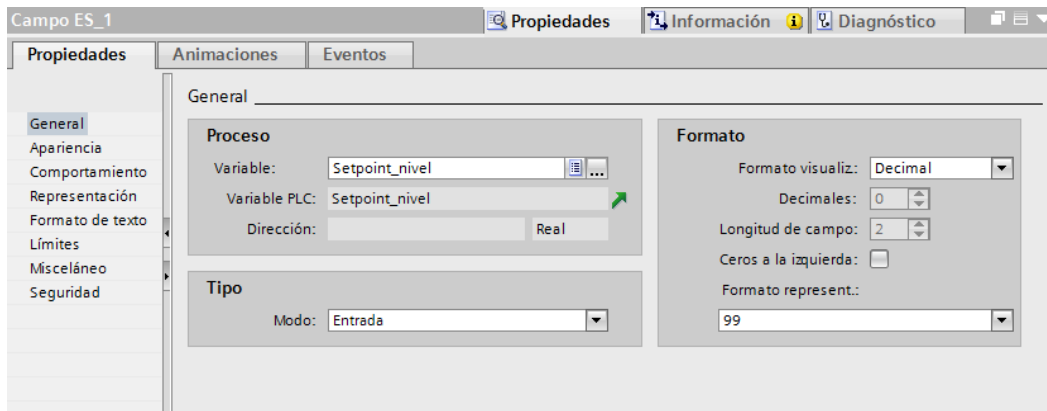 Campo ES_1
Propiedades Información Diagnóstico
Propiedades Animaciones Eventos
General
General
Apariencia
Comportamiento
Representación
Formato de texto
Límites
Misceláneo
Seguridad
Proceso
Variable: Setpoint_nivel ...
Variable PLC: Setpoint_nivel
Dirección: Real
Tipo
Modo: Entrada
Formato
Formato visualiz.: Decimal
Decimales: 0
Longitud de campo: 2
Ceros a la izquierda:
Formato represent.:
99